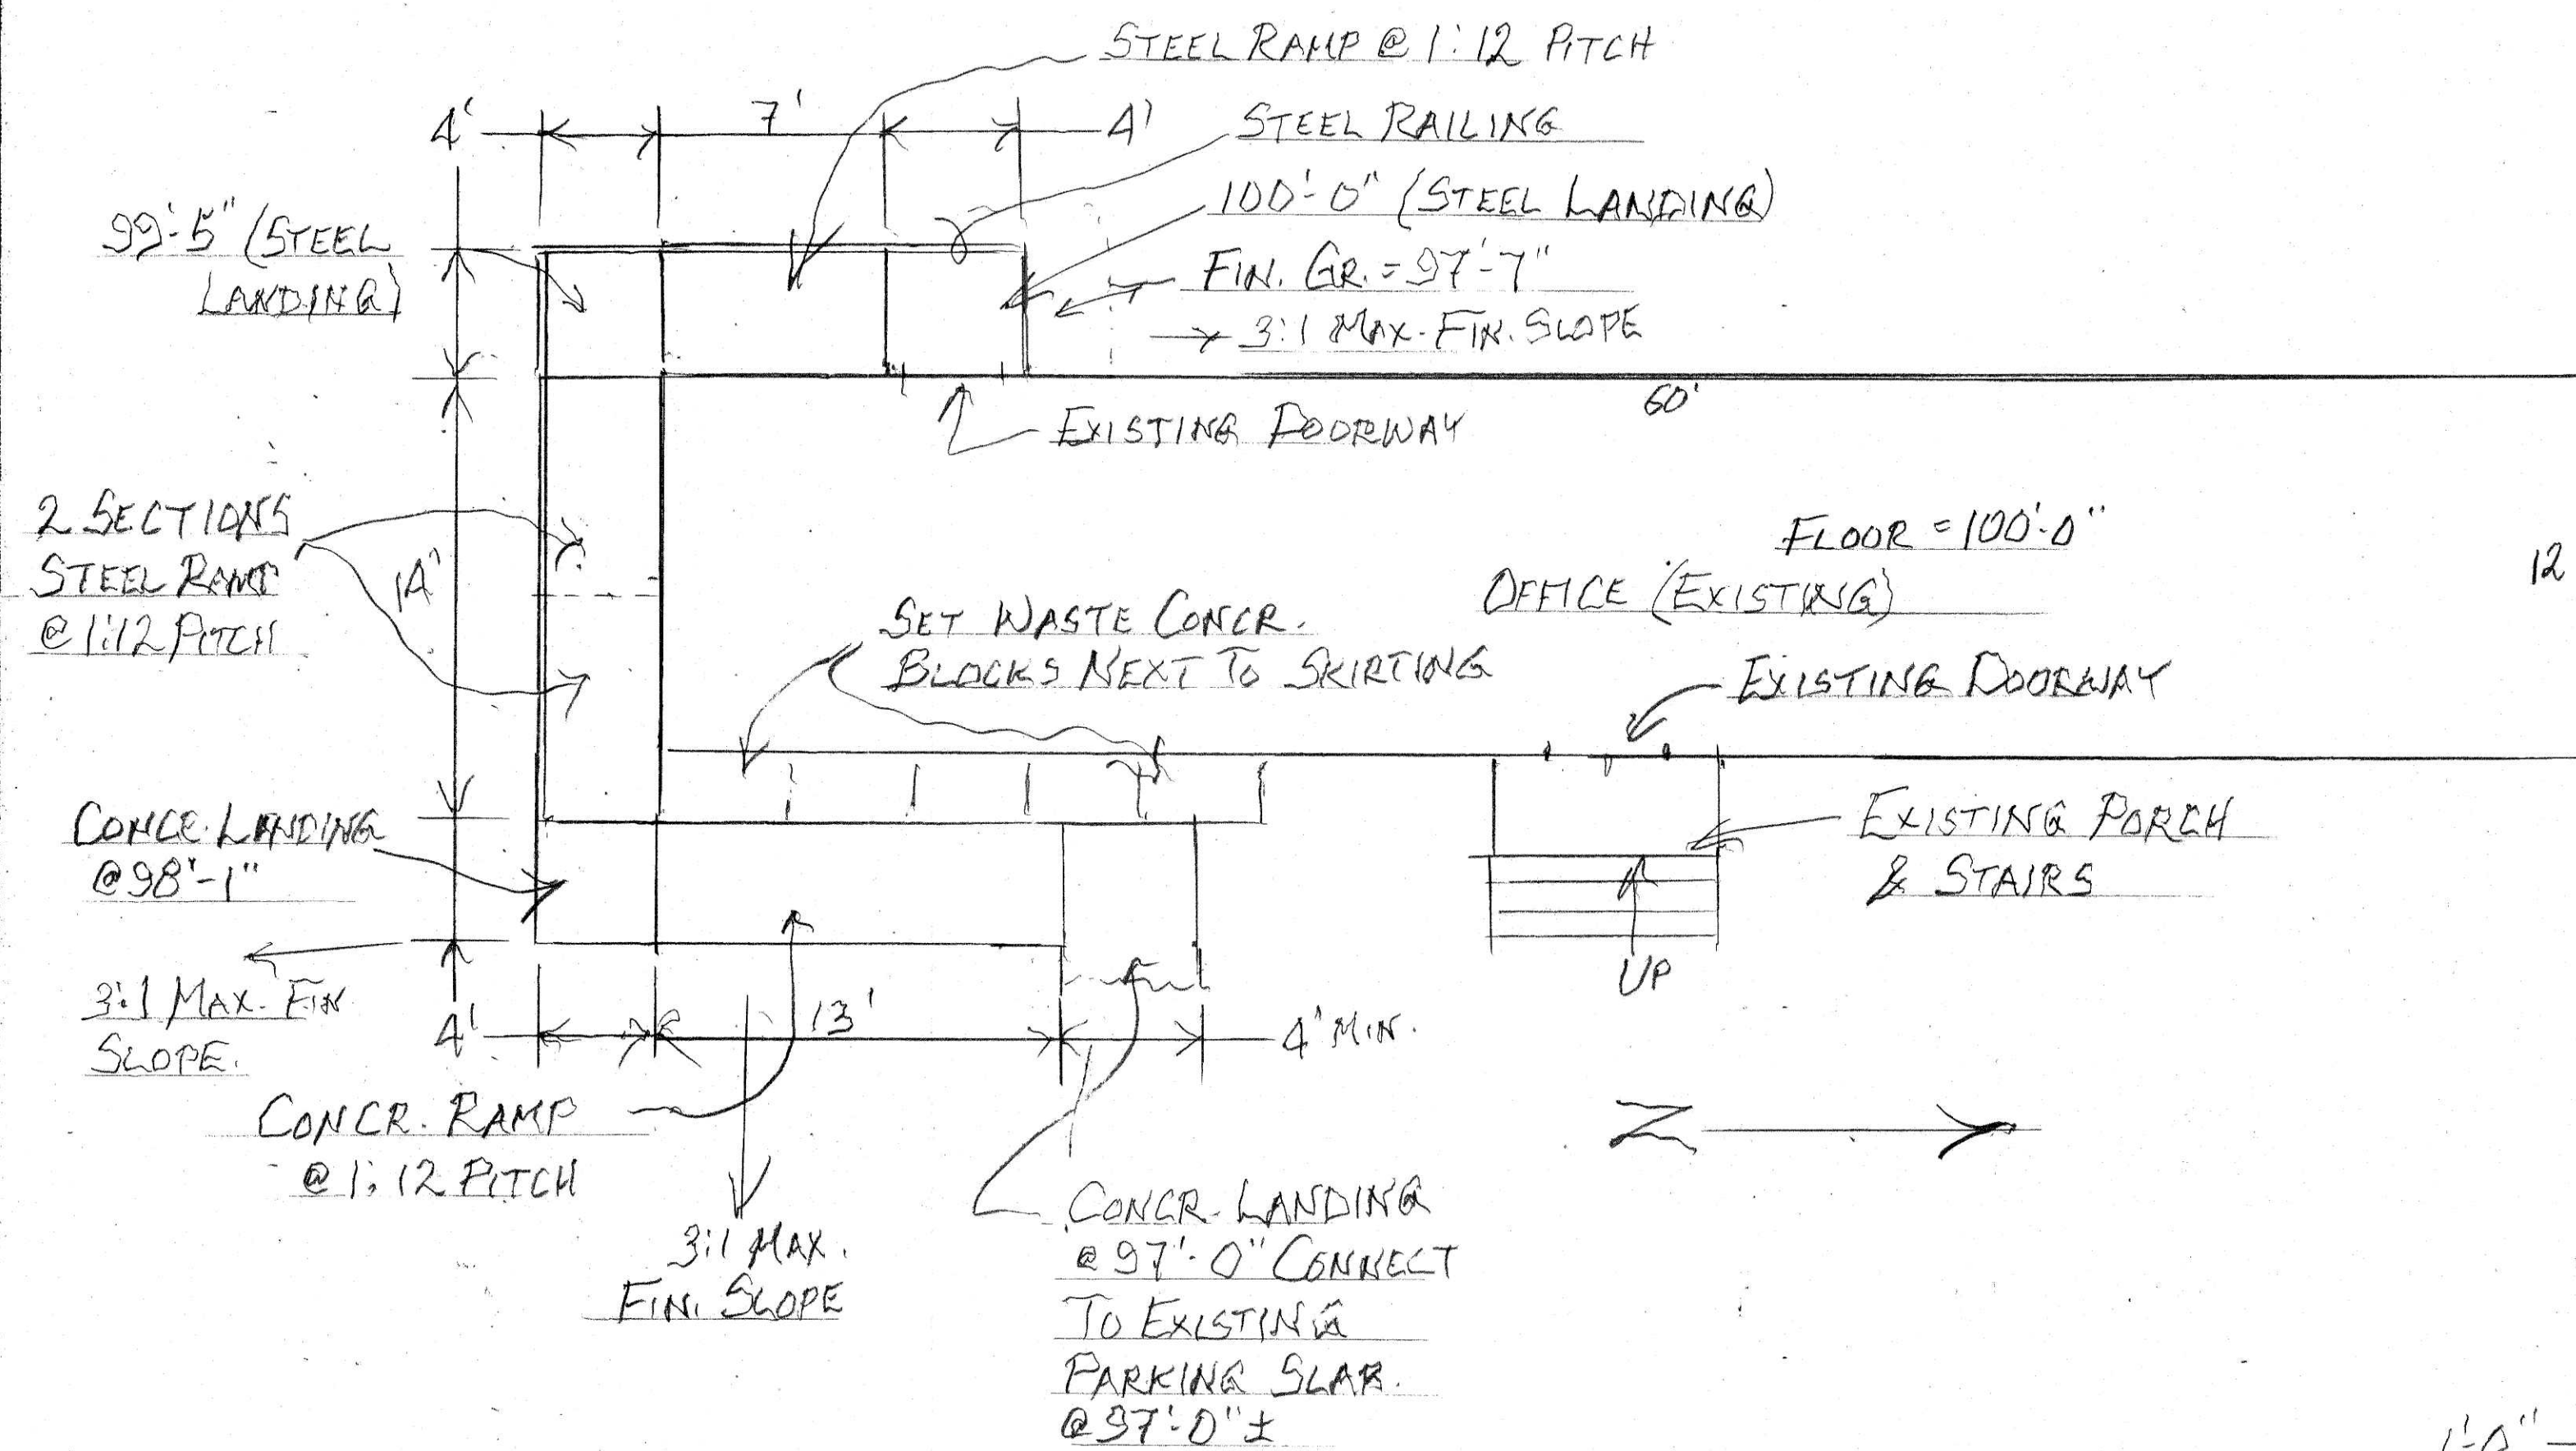 STEEL RAMP @ 1:12 PITCH
4'
7'
4'
STEEL RAILING
100'-0" (STEEL LANDING)
99'-5" (STEEL
LANDING)
FIN. GR. = 97'-7"
3:1 MAX. FIN. SLOPE
60'
EXISTING DOORWAY
2 SECTIONS
STEEL RAMP
@ 1:12 PITCH
14'
FLOOR = 100'-0"
OFFICE (EXISTING)
12
SET WASTE CONCR.
BLOCKS NEXT TO SKIRTING
EXISTING DOORWAY
CONCR. LANDING
@ 98'-1"
EXISTING PORCH
& STAIRS
UP
3:1 MAX. FIN
SLOPE.
4'
13'
4' MIN.
CONCR. RAMP
@ 1:12 PITCH
N
3:1 MAX.
FIN. SLOPE
CONCR. LANDING
@ 97'-0" CONNECT
TO EXISTING
PARKING SLAB.
@ 97'-0" ±
1'-0"